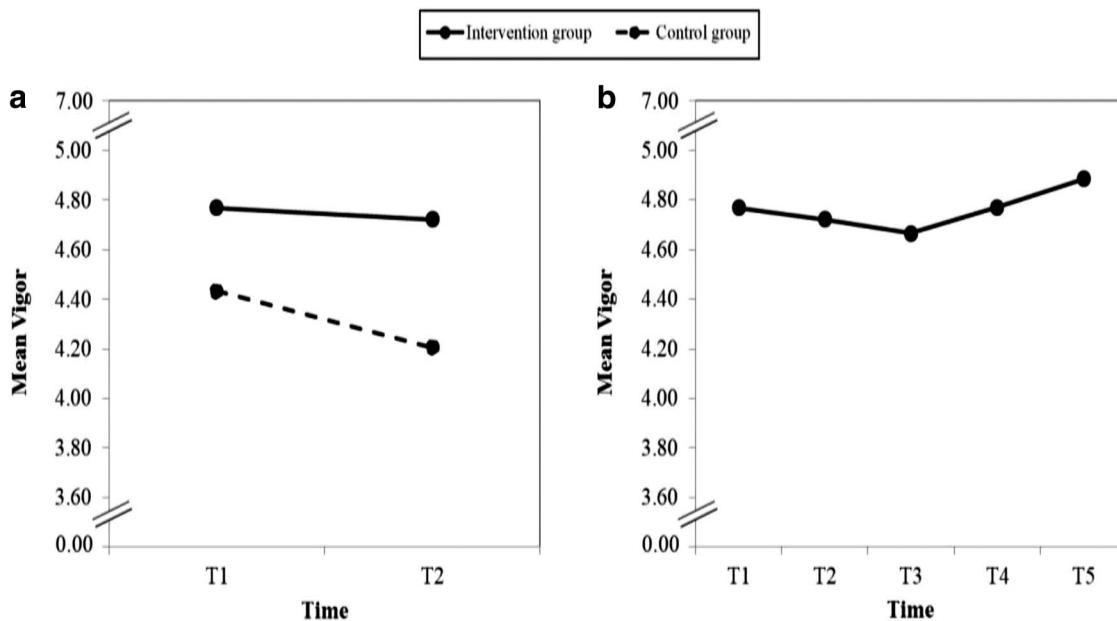 Intervention group Control group
a
7.00
5.00
4.80
4.60
4.40
4.20
4.00
3.80
3.60
0.00
Mean Vigor
T1 T2
Time
b
7.00
5.00
4.80
4.60
4.40
4.20
4.00
3.80
3.60
0.00
Mean Vigor
T1 T2 T3 T4 T5
Time